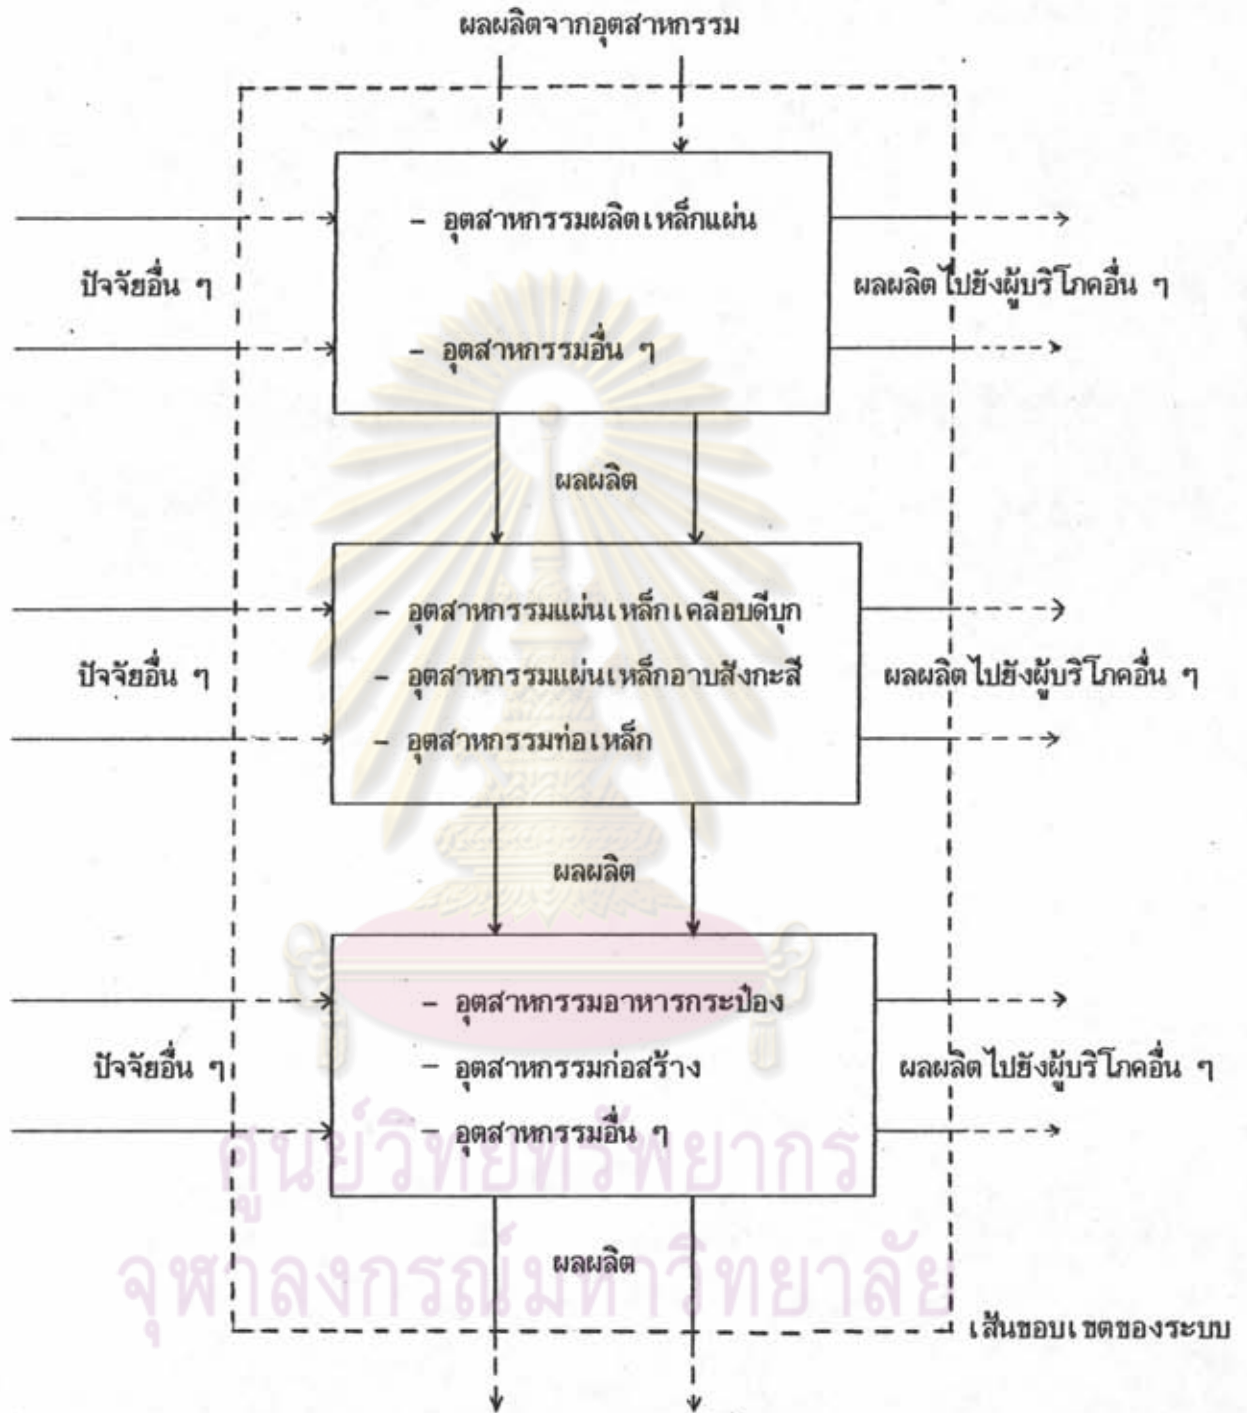 ผลผลิตจากอุตสาหกรรม
- อุตสาหกรรมผลิตเหล็กแผ่น
ปัจจัยอื่น ๆ
ผลผลิตไปยังผู้บริโภคอื่น ๆ
- อุตสาหกรรมอื่น ๆ
ผลผลิต
- อุตสาหกรรมแผ่นเหล็กเคลือบดีบุก
ปัจจัยอื่น ๆ
- อุตสาหกรรมแผ่นเหล็กอาบสังกะสี
ผลผลิตไปยังผู้บริโภคอื่น ๆ
- อุตสาหกรรมท่อเหล็ก
ผลผลิต
- อุตสาหกรรมอาหารกระป๋อง
ปัจจัยอื่น ๆ
- อุตสาหกรรมก่อสร้าง
ผลผลิตไปยังผู้บริโภคอื่น ๆ
- อุตสาหกรรมอื่น ๆ
ศูนย์วิทยทรัพยากร
ผลผลิต
จุฬาลงกรณ์มหาวิทยาลัย
เส้นขอบเขตของระบบ